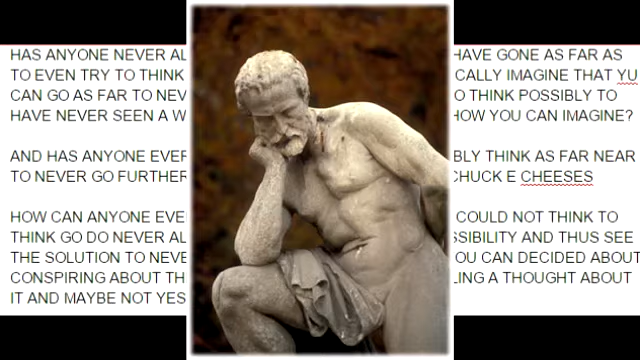 HAS ANYONE NEVER AL HAVE GONE AS FAR AS
TO EVEN TRY TO THINK CALLY IMAGINE THAT YU
CAN GO AS FAR TO NEV O THINK POSSIBLY TO
HAVE NEVER SEEN A W HOW YOU CAN IMAGINE?
AND HAS ANYONE EVER BLY THINK AS FAR NEAR
TO NEVER GO FURTHER CHUCK E CHEESES
HOW CAN ANYONE EVE COULD NOT THINK TO
THINK GO DO NEVER AL SSIBILITY AND THUS SEE
THE SOLUTION TO NEVE OU CAN DECIDED ABOUT
CONSPIRING ABOUT TH LING A THOUGHT ABOUT
IT AND MAYBE NOT YES